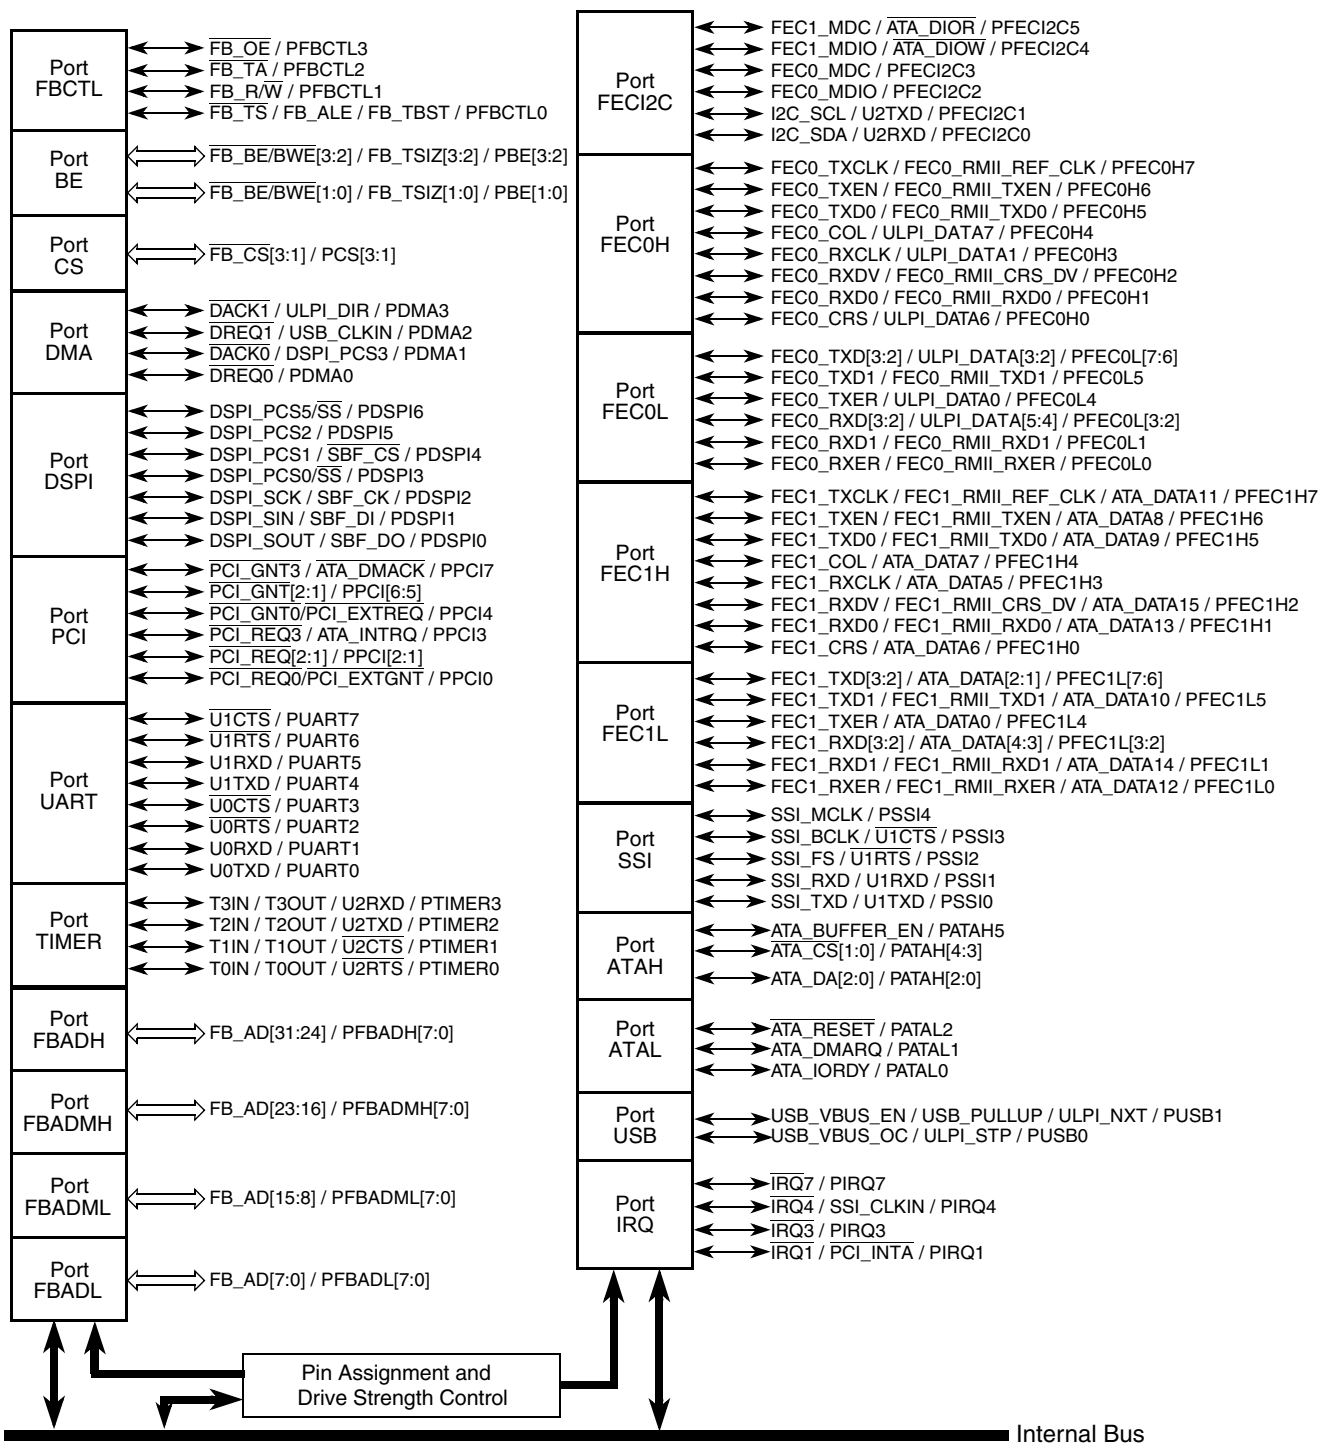 Port
FBCTL
FB_OE / PFBCTL3
FB_TA / PFBCTL2
FB_R/W / PFBCTL1
FB_TS / FB_ALE / FB_TBST / PFBCTL0
Port
BE
FB_BE/BWE[3:2] / FB_TSIZ[3:2] / PBE[3:2]
FB_BE/BWE[1:0] / FB_TSIZ[1:0] / PBE[1:0]
Port
CS
FB_CS[3:1] / PCS[3:1]
Port
DMA
DACK1 / ULPI_DIR / PDMA3
DREQ1 / USB_CLKIN / PDMA2
DACK0 / DSPI_PCS3 / PDMA1
DREQ0 / PDMA0
Port
DSPI
DSPI_PCS5/SS / PDSPI6
DSPI_PCS2 / PDSPI5
DSPI_PCS1 / SBF_CS / PDSPI4
DSPI_PCS0/SS / PDSPI3
DSPI_SCK / SBF_CK / PDSPI2
DSPI_SIN / SBF_DI / PDSPI1
DSPI_SOUT / SBF_DO / PDSPI0
Port
PCI
PCI_GNT3 / ATA_DMACK / PPCI7
PCI_GNT[2:1] / PPCI[6:5]
PCI_GNT0/PCI_EXTREQ / PPCI4
PCI_REQ3 / ATA_INTRQ / PPCI3
PCI_REQ[2:1] / PPCI[2:1]
PCI_REQ0/PCI_EXTGNT / PPCI0
Port
UART
U1CTS / PUART7
U1RTS / PUART6
U1RXD / PUART5
U1TXD / PUART4
U0CTS / PUART3
U0RTS / PUART2
U0RXD / PUART1
U0TXD / PUART0
Port
TIMER
T3IN / T3OUT / U2RXD / PTIMER3
T2IN / T2OUT / U2TXD / PTIMER2
T1IN / T1OUT / U2CTS / PTIMER1
T0IN / T0OUT / U2RTS / PTIMER0
Port
FBADH
FB_AD[31:24] / PFBADH[7:0]
Port
FBADMH
FB_AD[23:16] / PFBADMH[7:0]
Port
FBADML
FB_AD[15:8] / PFBADML[7:0]
Port
FBADL
FB_AD[7:0] / PFBADL[7:0]
Port
FECI2C
FEC1_MDC / ATA_DIOR / PFECI2C5
FEC1_MDIO / ATA_DIOW / PFECI2C4
FEC0_MDC / PFECI2C3
FEC0_MDIO / PFECI2C2
I2C_SCL / U2TXD / PFECI2C1
I2C_SDA / U2RXD / PFECI2C0
Port
FEC0H
FEC0_TXCLK / FEC0_RMII_REF_CLK / PFEC0H7
FEC0_TXEN / FEC0_RMII_TXEN / PFEC0H6
FEC0_TXD0 / FEC0_RMII_TXD0 / PFEC0H5
FEC0_COL / ULPI_DATA7 / PFEC0H4
FEC0_RXCLK / ULPI_DATA1 / PFEC0H3
FEC0_RXDV / FEC0_RMII_CRS_DV / PFEC0H2
FEC0_RXD0 / FEC0_RMII_RXD0 / PFEC0H1
FEC0_CRS / ULPI_DATA6 / PFEC0H0
Port
FEC0L
FEC0_TXD[3:2] / ULPI_DATA[3:2] / PFEC0L[7:6]
FEC0_TXD1 / FEC0_RMII_TXD1 / PFEC0L5
FEC0_TXER / ULPI_DATA0 / PFEC0L4
FEC0_RXD[3:2] / ULPI_DATA[5:4] / PFEC0L[3:2]
FEC0_RXD1 / FEC0_RMII_RXD1 / PFEC0L1
FEC0_RXER / FEC0_RMII_RXER / PFEC0L0
Port
FEC1H
FEC1_TXCLK / FEC1_RMII_REF_CLK / ATA_DATA11 / PFEC1H7
FEC1_TXEN / FEC1_RMII_TXEN / ATA_DATA8 / PFEC1H6
FEC1_TXD0 / FEC1_RMII_TXD0 / ATA_DATA9 / PFEC1H5
FEC1_COL / ATA_DATA7 / PFEC1H4
FEC1_RXCLK / ATA_DATA5 / PFEC1H3
FEC1_RXDV / FEC1_RMII_CRS_DV / ATA_DATA15 / PFEC1H2
FEC1_RXD0 / FEC1_RMII_RXD0 / ATA_DATA13 / PFEC1H1
FEC1_CRS / ATA_DATA6 / PFEC1H0
Port
FEC1L
FEC1_TXD[3:2] / ATA_DATA[2:1] / PFEC1L[7:6]
FEC1_TXD1 / FEC1_RMII_TXD1 / ATA_DATA10 / PFEC1L5
FEC1_TXER / ATA_DATA0 / PFEC1L4
FEC1_RXD[3:2] / ATA_DATA[4:3] / PFEC1L[3:2]
FEC1_RXD1 / FEC1_RMII_RXD1 / ATA_DATA14 / PFEC1L1
FEC1_RXER / FEC1_RMII_RXER / ATA_DATA12 / PFEC1L0
Port
SSI
SSI_MCLK / PSSI4
SSI_BCLK / U1CTS / PSSI3
SSI_FS / U1RTS / PSSI2
SSI_RXD / U1RXD / PSSI1
SSI_TXD / U1TXD / PSSI0
Port
ATAH
ATA_BUFFER_EN / PATAH5
ATA_CS[1:0] / PATAH[4:3]
ATA_DA[2:0] / PATAH[2:0]
Port
ATAL
ATA_RESET / PATAL2
ATA_DMARQ / PATAL1
ATA_IORDY / PATAL0
Port
USB
USB_VBUS_EN / USB_PULLUP / ULPI_NXT / PUSB1
USB_VBUS_OC / ULPI_STP / PUSB0
Port
IRQ
IRQ7 / PIRQ7
IRQ4 / SSI_CLKIN / PIRQ4
IRQ3 / PIRQ3
IRQ1 / PCI_INTA / PIRQ1
Pin Assignment and
Drive Strength Control
Internal Bus